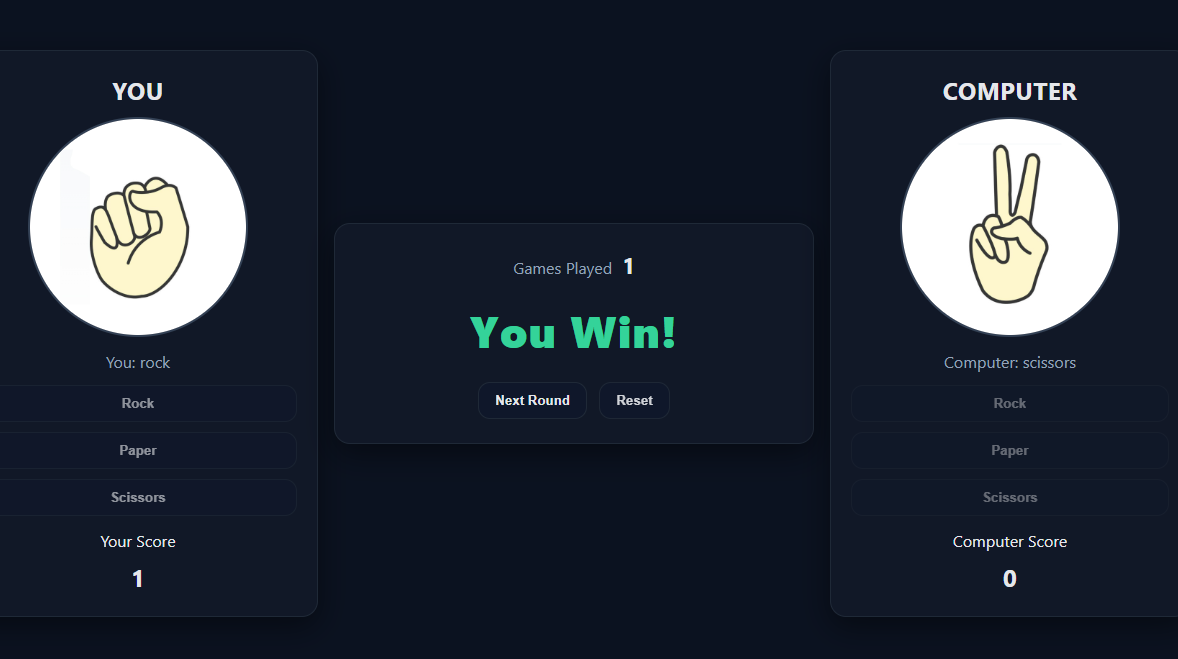 YOU
You: rock
Rock
Paper
Scissors
Your Score
1
Games Played 1
You Win!
Next Round Reset
COMPUTER
Computer: scissors
Rock
Paper
Scissors
Computer Score
0